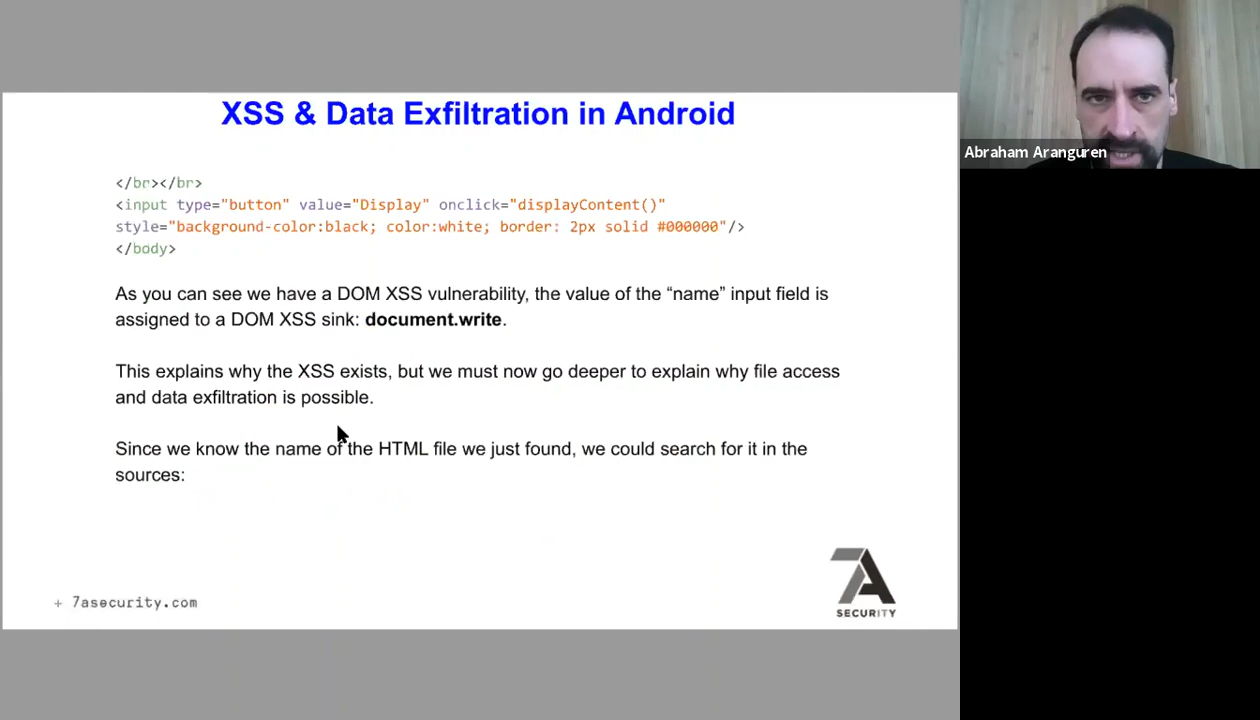 XSS & Data Exfiltration in Android
</br></br>
<input type="button" value="Display" onclick="displayContent()"
style="background-color:black; color:white; border: 2px solid #000000"/>
</body>
As you can see we have a DOM XSS vulnerability, the value of the “name” input field is
assigned to a DOM XSS sink: document.write.
This explains why the XSS exists, but we must now go deeper to explain why file access
and data exfiltration is possible.
Since we know the name of the HTML file we just found, we could search for it in the
sources:
+ 7asecurity.com
7A
SECURITY
Abraham Aranguren